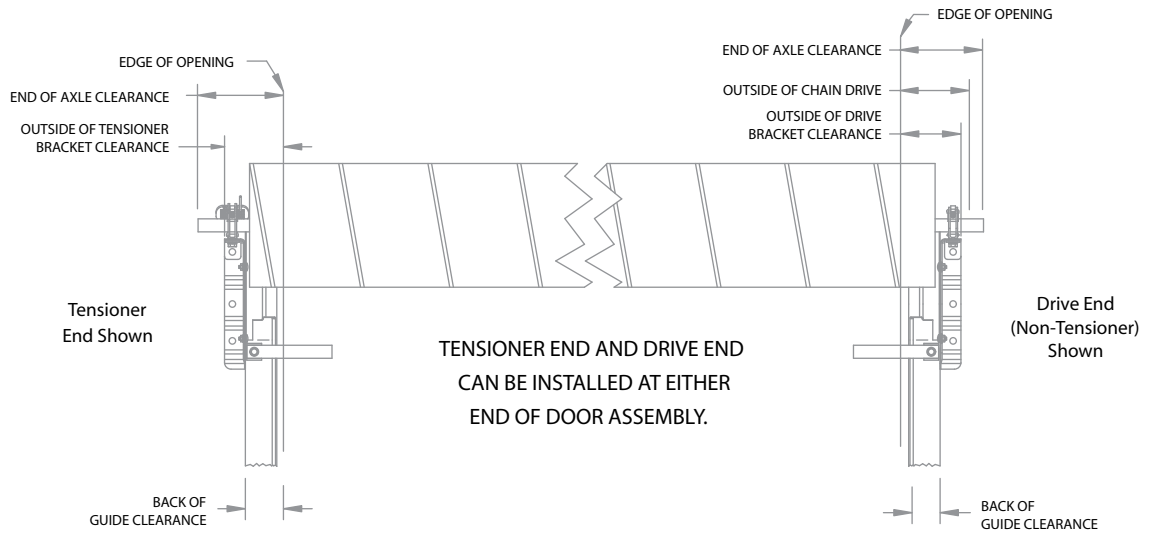 EDGE OF OPENING
END OF AXLE CLEARANCE
OUTSIDE OF TENSIONER
BRACKET CLEARANCE
EDGE OF OPENING
END OF AXLE CLEARANCE
OUTSIDE OF CHAIN DRIVE
OUTSIDE OF DRIVE
BRACKET CLEARANCE
Tensioner
End Shown
TENSIONER END AND DRIVE END
CAN BE INSTALLED AT EITHER
END OF DOOR ASSEMBLY.
Drive End
(Non-Tensioner)
Shown
BACK OF
GUIDE CLEARANCE
BACK OF
GUIDE CLEARANCE